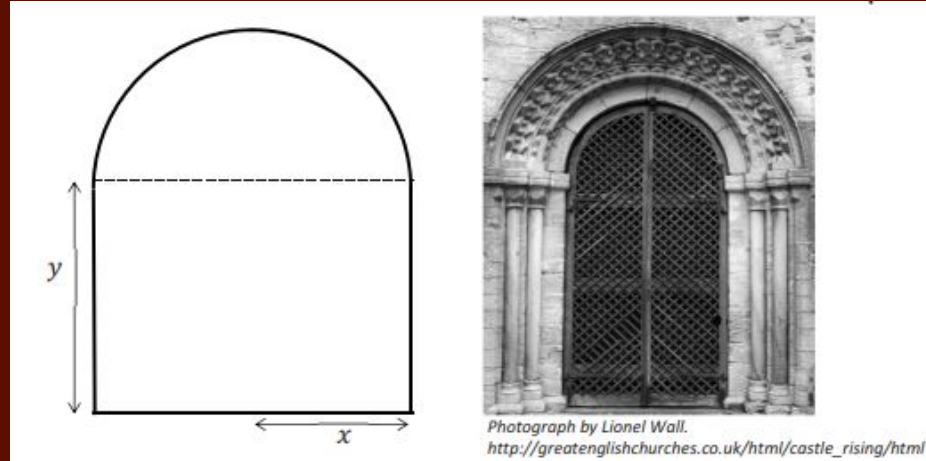 y
x
Photograph by Lionel Wall.
http://greatenglishchurches.co.uk/html/castle_rising/html